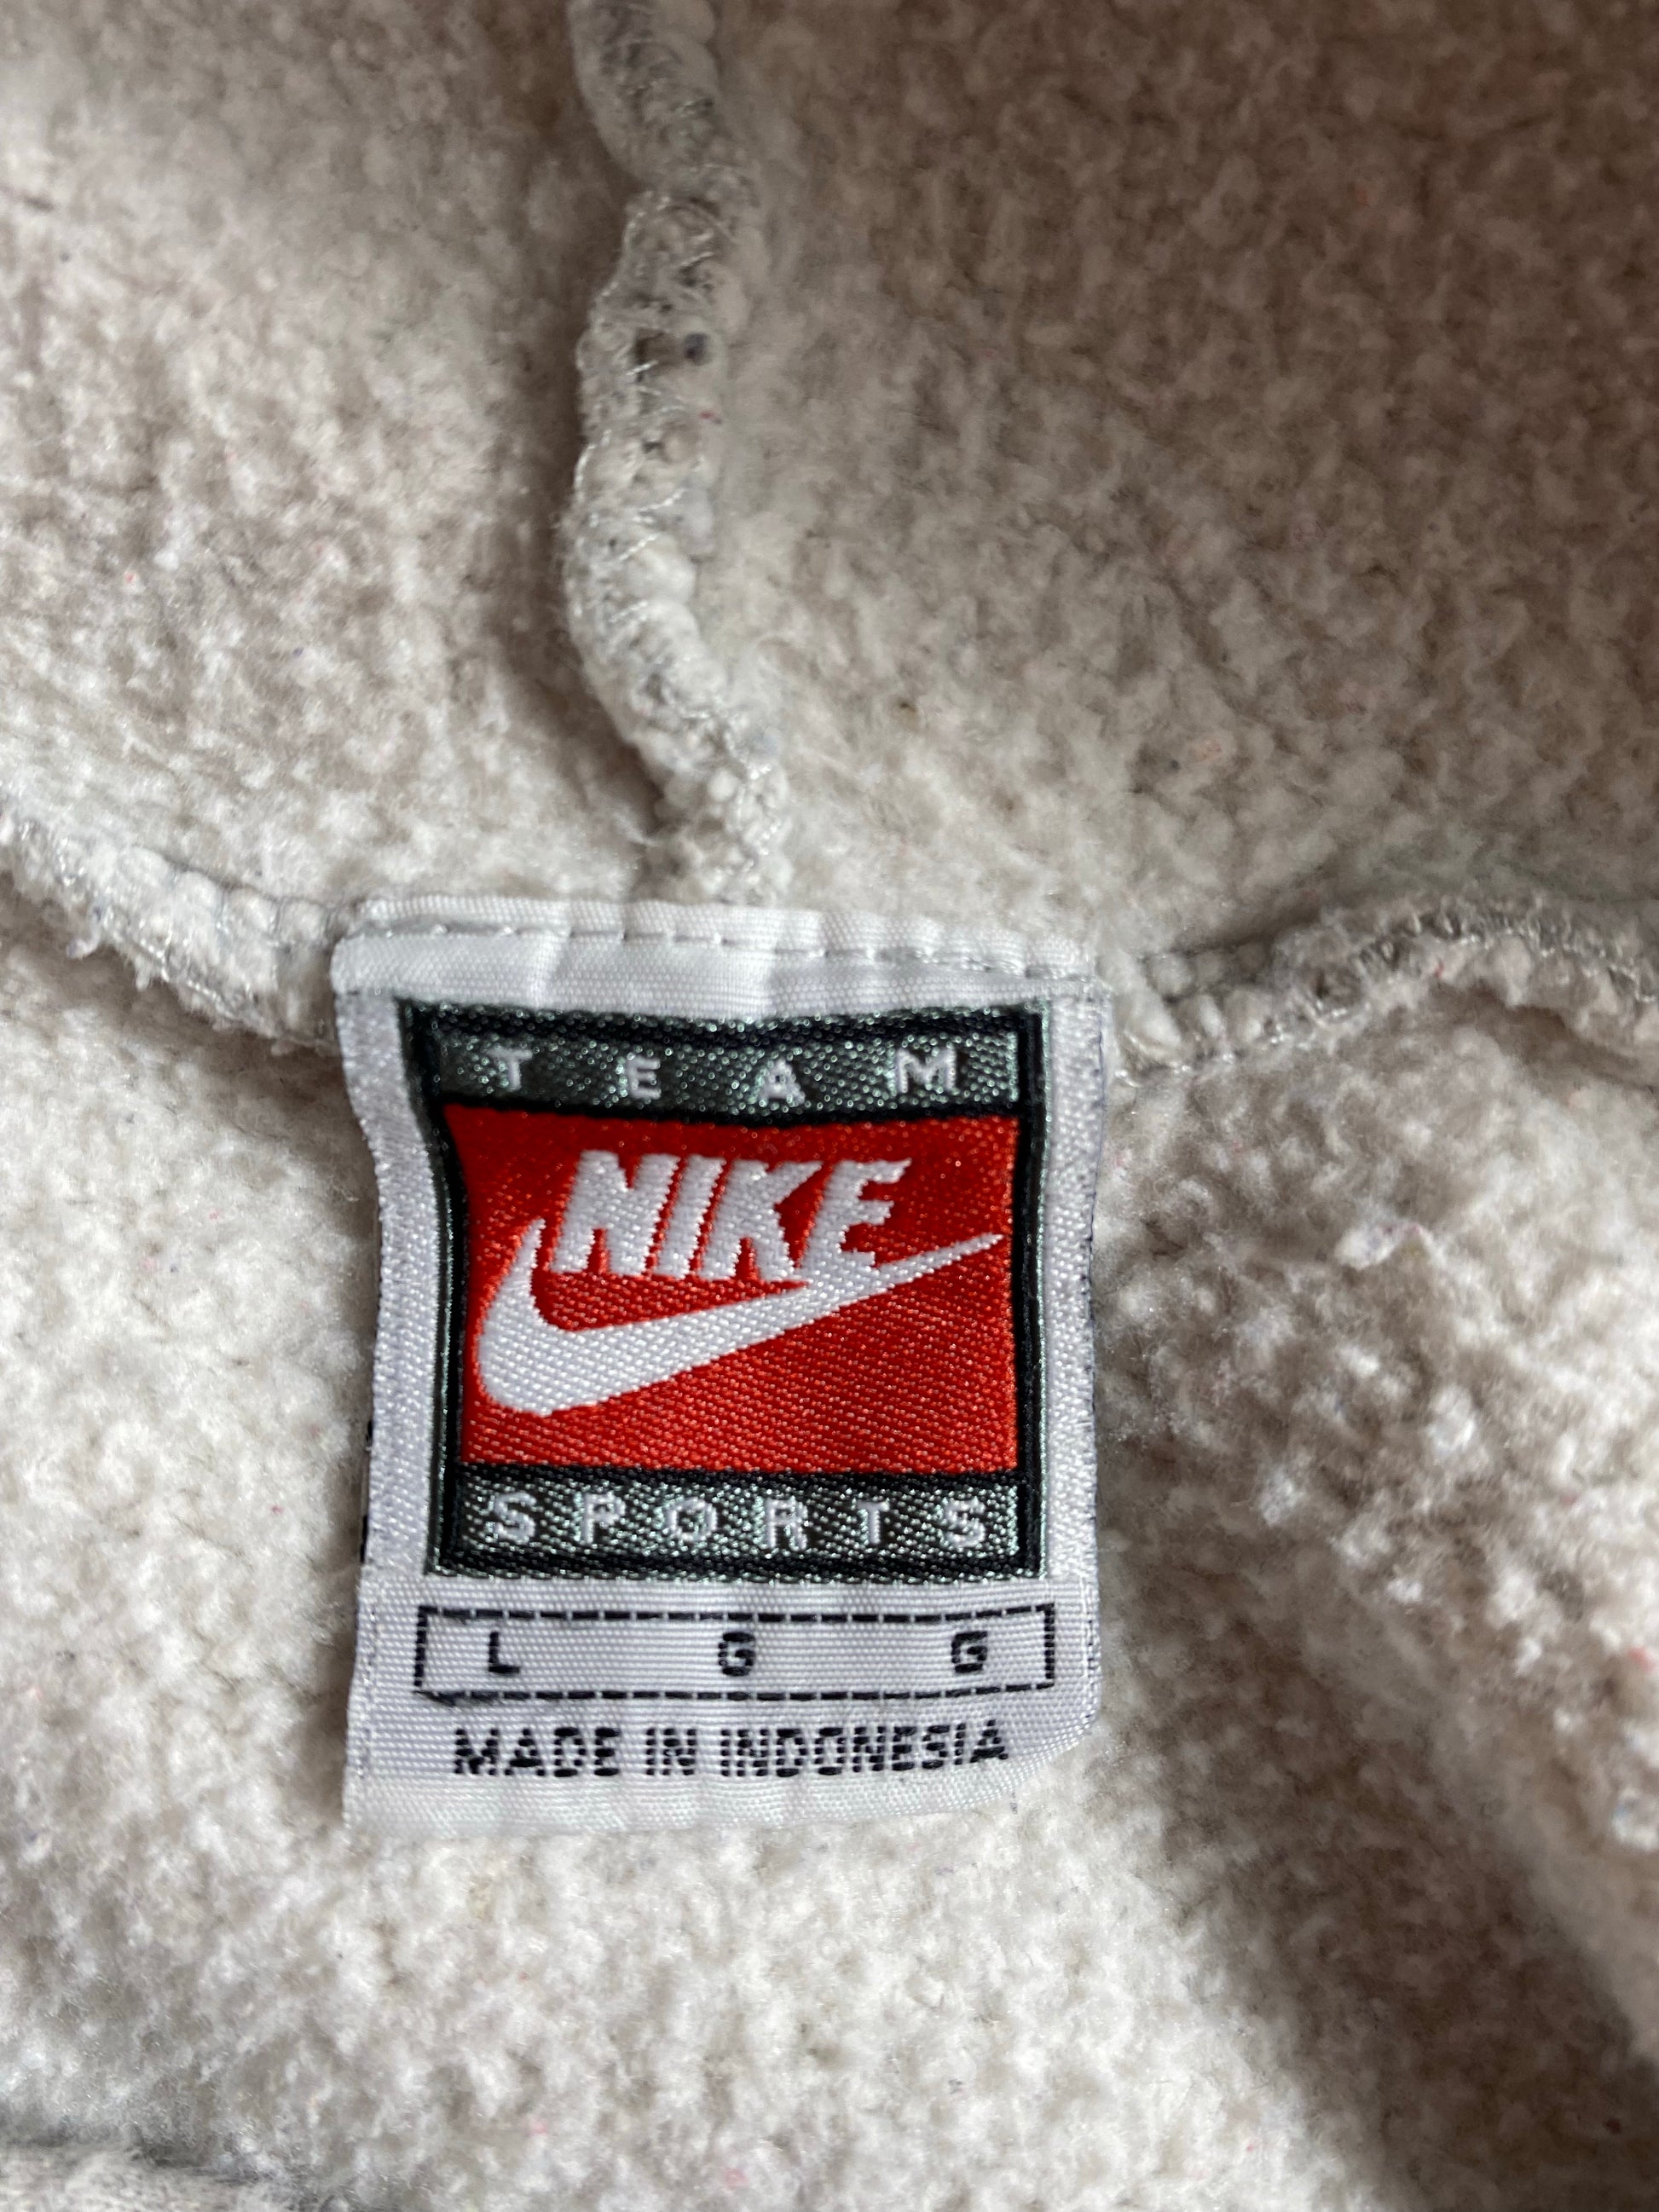 TEAM
NIKE
SPORTS
L G G
MADE IN INDONESIA